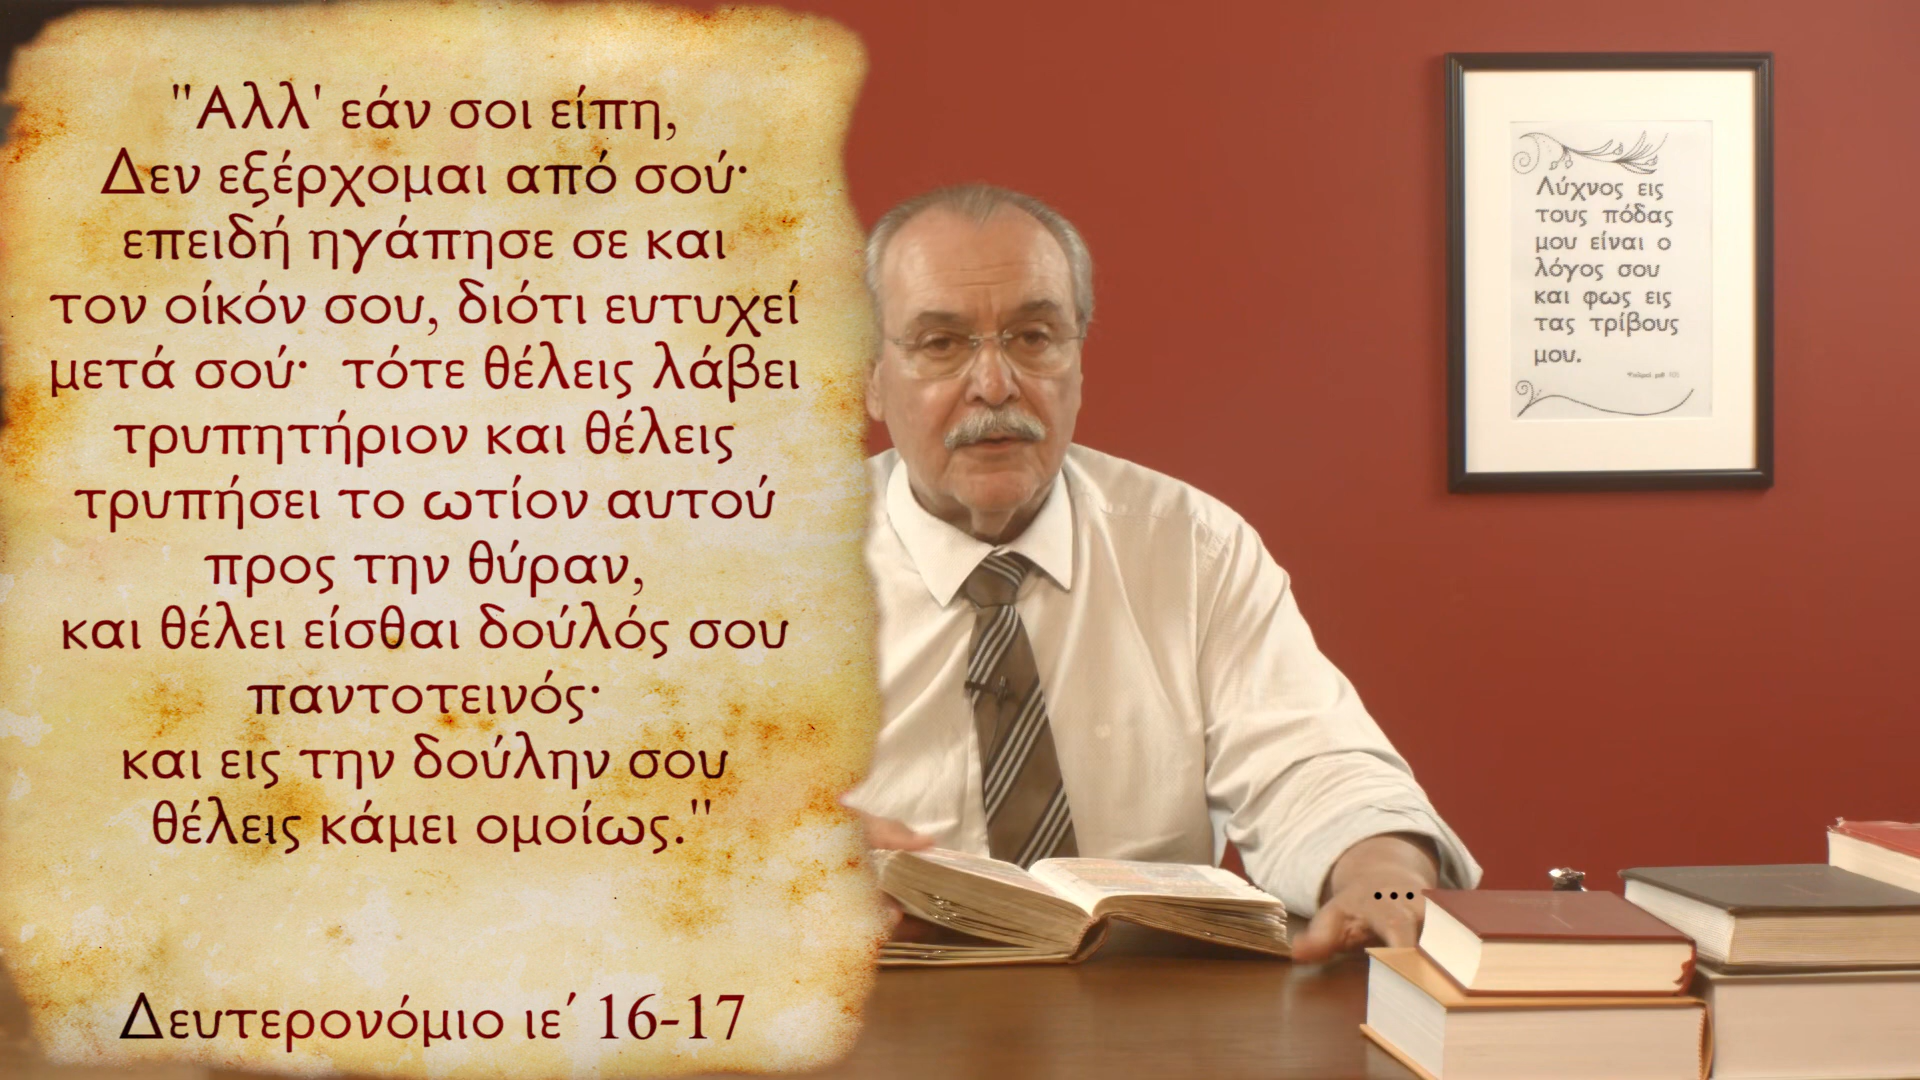 "Αλλ' εάν σοι είπη,
Δεν εξέρχομαι από σού·
επειδή ηγάπησε σε και
τον οίκόν σου, διότι ευτυχεί
μετά σού· τότε θέλεις λάβει
τρυπητήριον και θέλεις
τρυπήσει το ωτίον αυτού
προς την θύραν,
και θέλει είσθαι δούλός σου
παντοτεινός·
και εις την δούλην σου
θέλεις κάμει ομοίως."
Δευτερονόμιο ιε΄ 16-17
Λύχνος εις
τους πόδας
μου είναι ο
λόγος σου
και φως εις
τας τρίβους
μου.
...